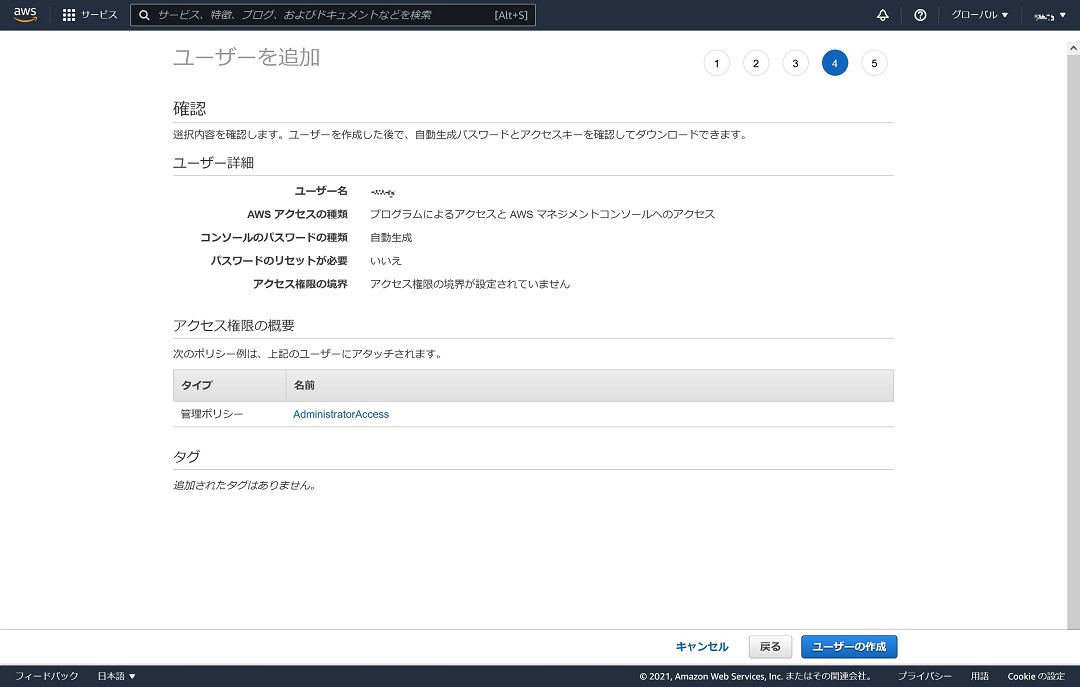 aws サービス サービス、特徴、ブログ、およびドキュメントなどを検索 [Alt+S] グローバル ▼ ▼
ユーザーを追加 1 2 3 4 5
確認
選択内容を確認します。ユーザーを作成した後で、自動生成パスワードとアクセスキーを確認してダウンロードできます。
ユーザー詳細
ユーザー名
AWS アクセスの種類 プログラムによるアクセスと AWS マネジメントコンソールへのアクセス
コンソールのパスワードの種類 自動生成
パスワードのリセットが必要 いいえ
アクセス権限の境界 アクセス権限の境界が設定されていません
アクセス権限の概要
次のポリシー例は、上記のユーザーにアタッチされます。
タイプ 名前
管理ポリシー AdministratorAccess
タグ
追加されたタグはありません。
キャンセル 戻る ユーザーの作成
フィードバック 日本語 ▼ © 2021, Amazon Web Services, Inc. またはその関連会社。 プライバシー 用語 Cookie の設定